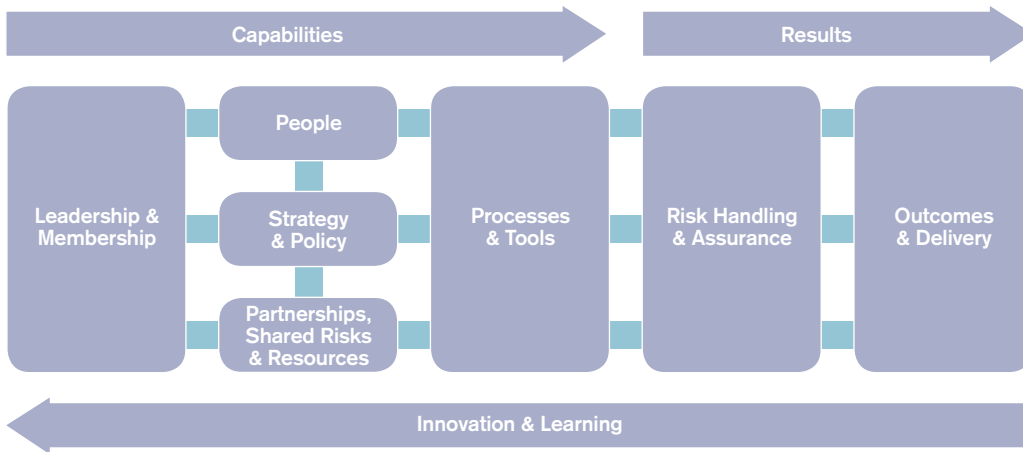 Capabilities
Results
Leadership &
Membership
People
Strategy
& Policy
Partnerships,
Shared Risks
& Resources
Processes
& Tools
Risk Handling
& Assurance
Outcomes
& Delivery
Innovation & Learning